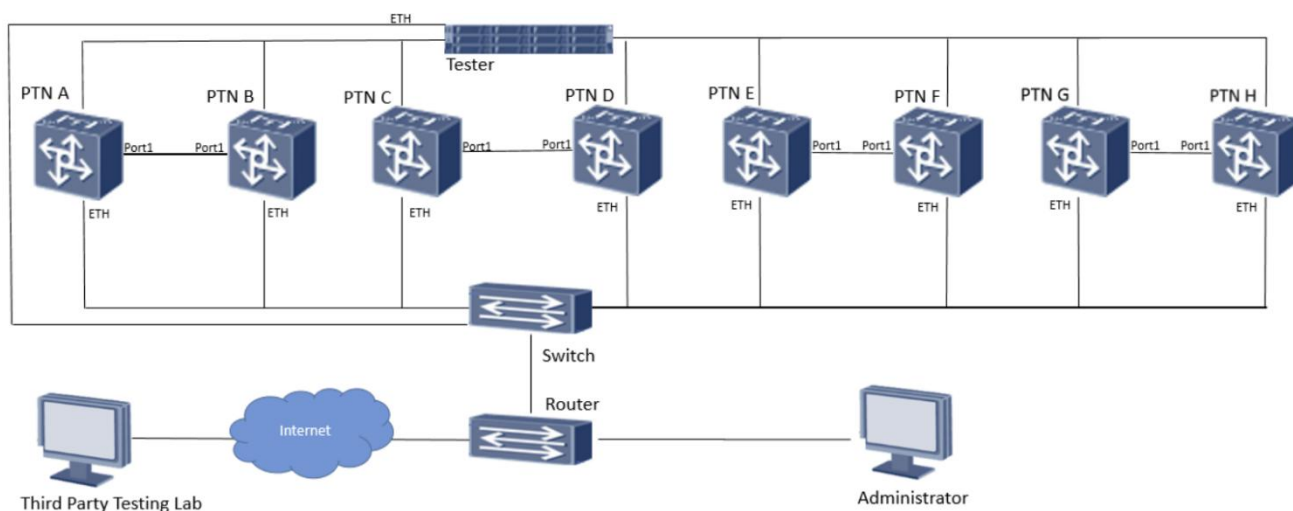 ETH
Tester
PTN A
PTN B
PTN C
PTN D
PTN E
PTN F
PTN G
PTN H
Port1
Port1
Port1
Port1
Port1
Port1
Port1
Port1
ETH
ETH
ETH
ETH
ETH
ETH
ETH
ETH
Switch
Router
Internet
Third Party Testing Lab
Administrator